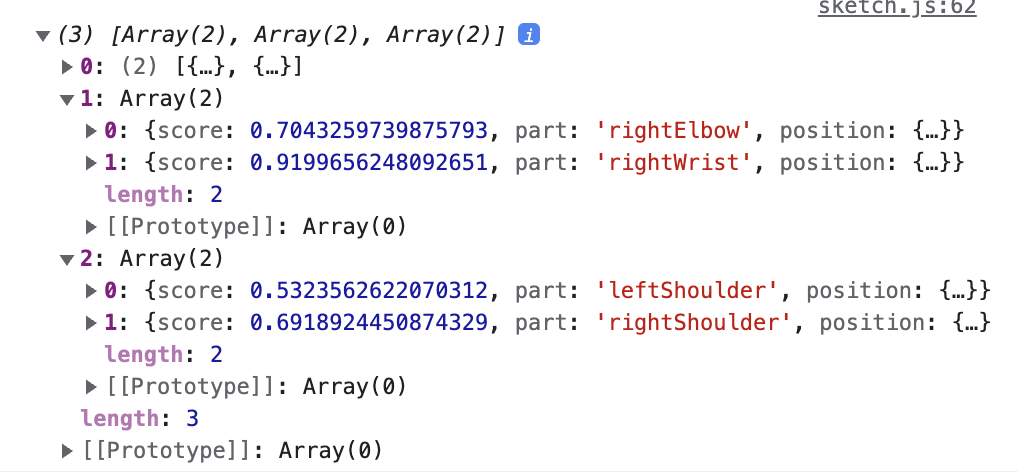 sketch.js:62
(3) [Array(2), Array(2), Array(2)] i
0: (2) [{…}, {…}]
1: Array(2)
0: {score: 0.7043259739875793, part: 'rightElbow', position: {…}}
1: {score: 0.9199656248092651, part: 'rightWrist', position: {…}}
length: 2
[[Prototype]]: Array(0)
2: Array(2)
0: {score: 0.5323562622070312, part: 'leftShoulder', position: {…}}
1: {score: 0.6918924450874329, part: 'rightShoulder', position: {…}
length: 2
[[Prototype]]: Array(0)
length: 3
[[Prototype]]: Array(0)